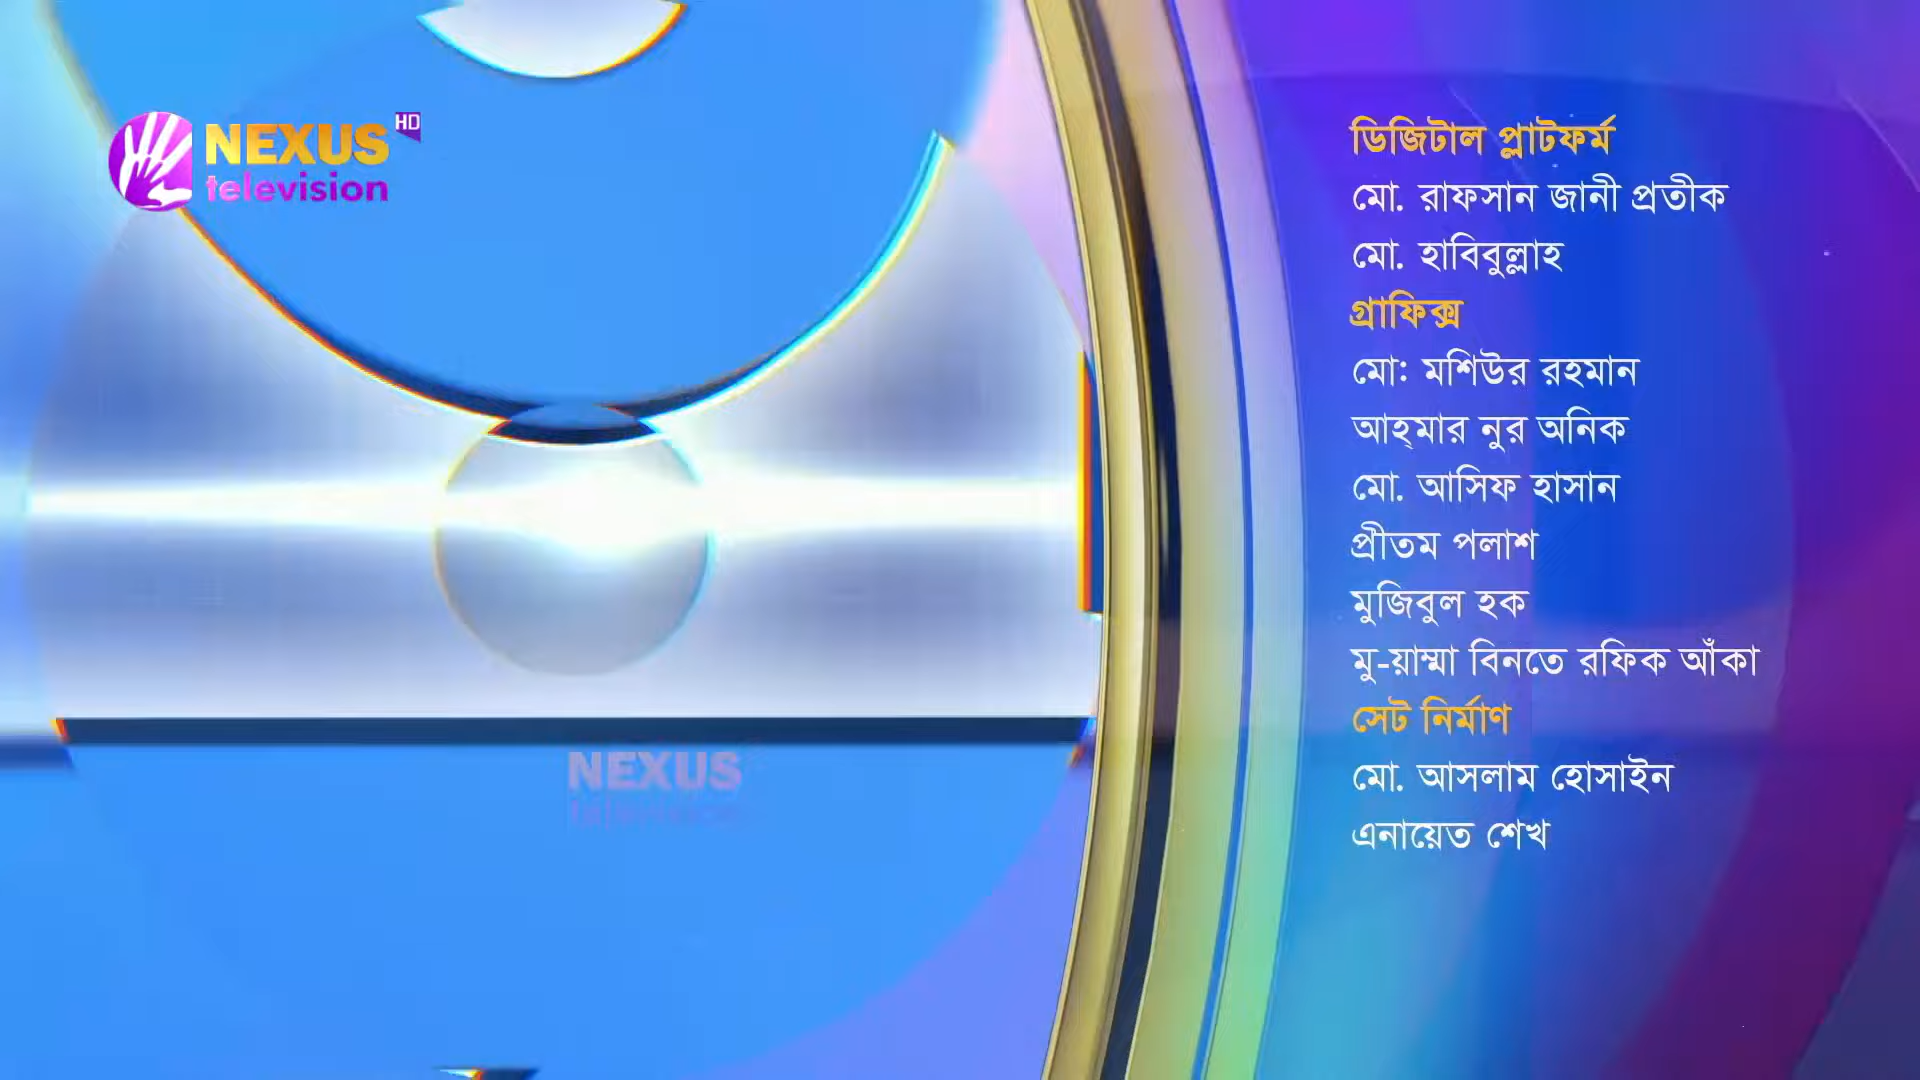 NEXUS HD
television
ডিজিটাল প্লাটফর্ম
মো. রাফসান জানী প্রতীক
মো. হাবিবুল্লাহ
গ্রাফিক্স
মো: মশিউর রহমান
আহ্‌মার নুর অনিক
মো. আসিফ হাসান
প্রীতম পলাশ
মুজিবুল হক
মু-য়াম্মা বিনতে রফিক আঁকা
সেট নির্মাণ
মো. আসলাম হোসাইন
এনায়েত শেখ
NEXUS
television